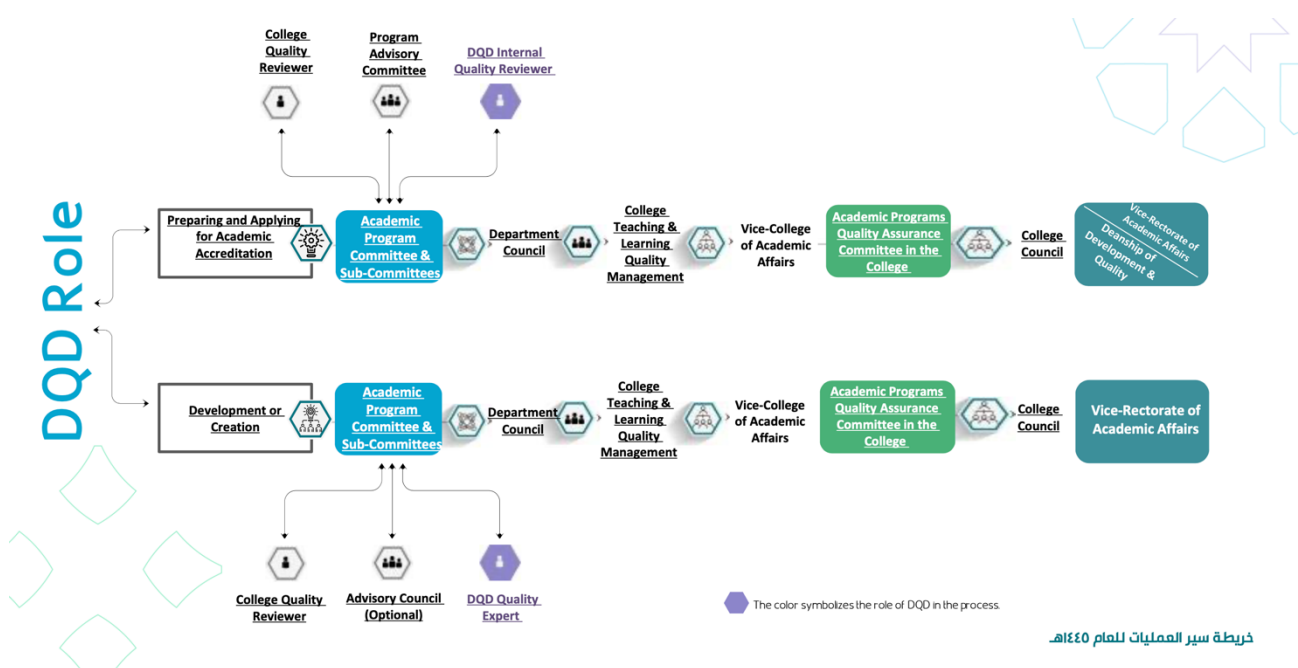 College
Quality
Reviewer
Program
Advisory
Committee
DQD Internal
Quality Reviewer
DQD Role
Preparing and Applying
for Academic
Accreditation
Academic
Program
Committee &
Sub-Committees
Department
Council
College
Teaching &
Learning
Quality
Management
Vice-College
of Academic
Affairs
Academic Programs
Quality Assurance
Committee in the
College
College
Council
Vice-Rectorate of
Academic Affairs
Deanship of
Development &
Quality
Development or
Creation
Academic
Program
Committee &
Sub-Committees
Department
Council
College
Teaching &
Learning
Quality
Management
Vice-College
of Academic
Affairs
Academic Programs
Quality Assurance
Committee in the
College
College
Council
Vice-Rectorate of
Academic Affairs
College Quality
Reviewer
Advisory Council
(Optional)
DQD Quality
Expert
The color symbolizes the role of DQD in the process.
خريطة سير العمليات للعام ١٤٤٥هـ